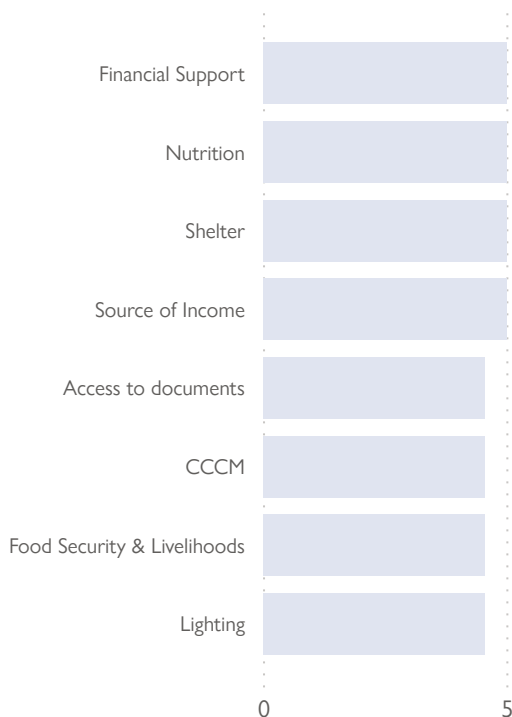 Financial Support
Nutrition
Shelter
Source of Income
Access to documents
CCCM
Food Security & Livelihoods
Lighting
0 5